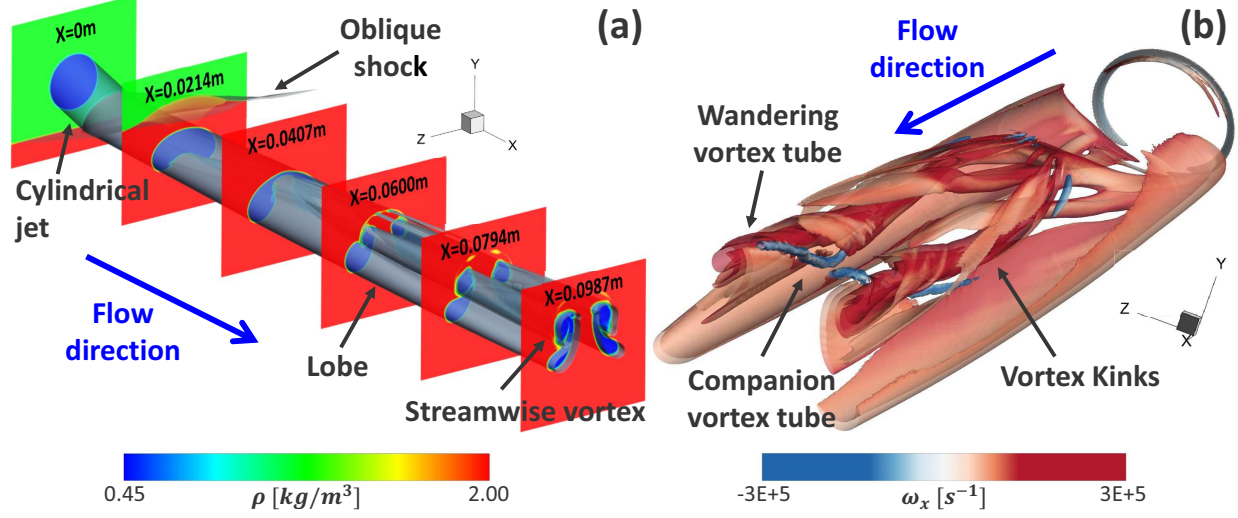 (a)
X=0m
Oblique
shock
X=0.0214m
Y
Z
X
X=0.0407m
Cylindrical
jet
X=0.0600m
X=0.0794m
X=0.0987m
Flow
direction
Lobe
Streamwise vortex
0.45
ρ [kg/m³]
2.00
(b)
Flow
direction
Wandering
vortex tube
Y
Z
X
Companion
vortex tube
Vortex Kinks
-3E+5
ωₓ [s⁻¹]
3E+5